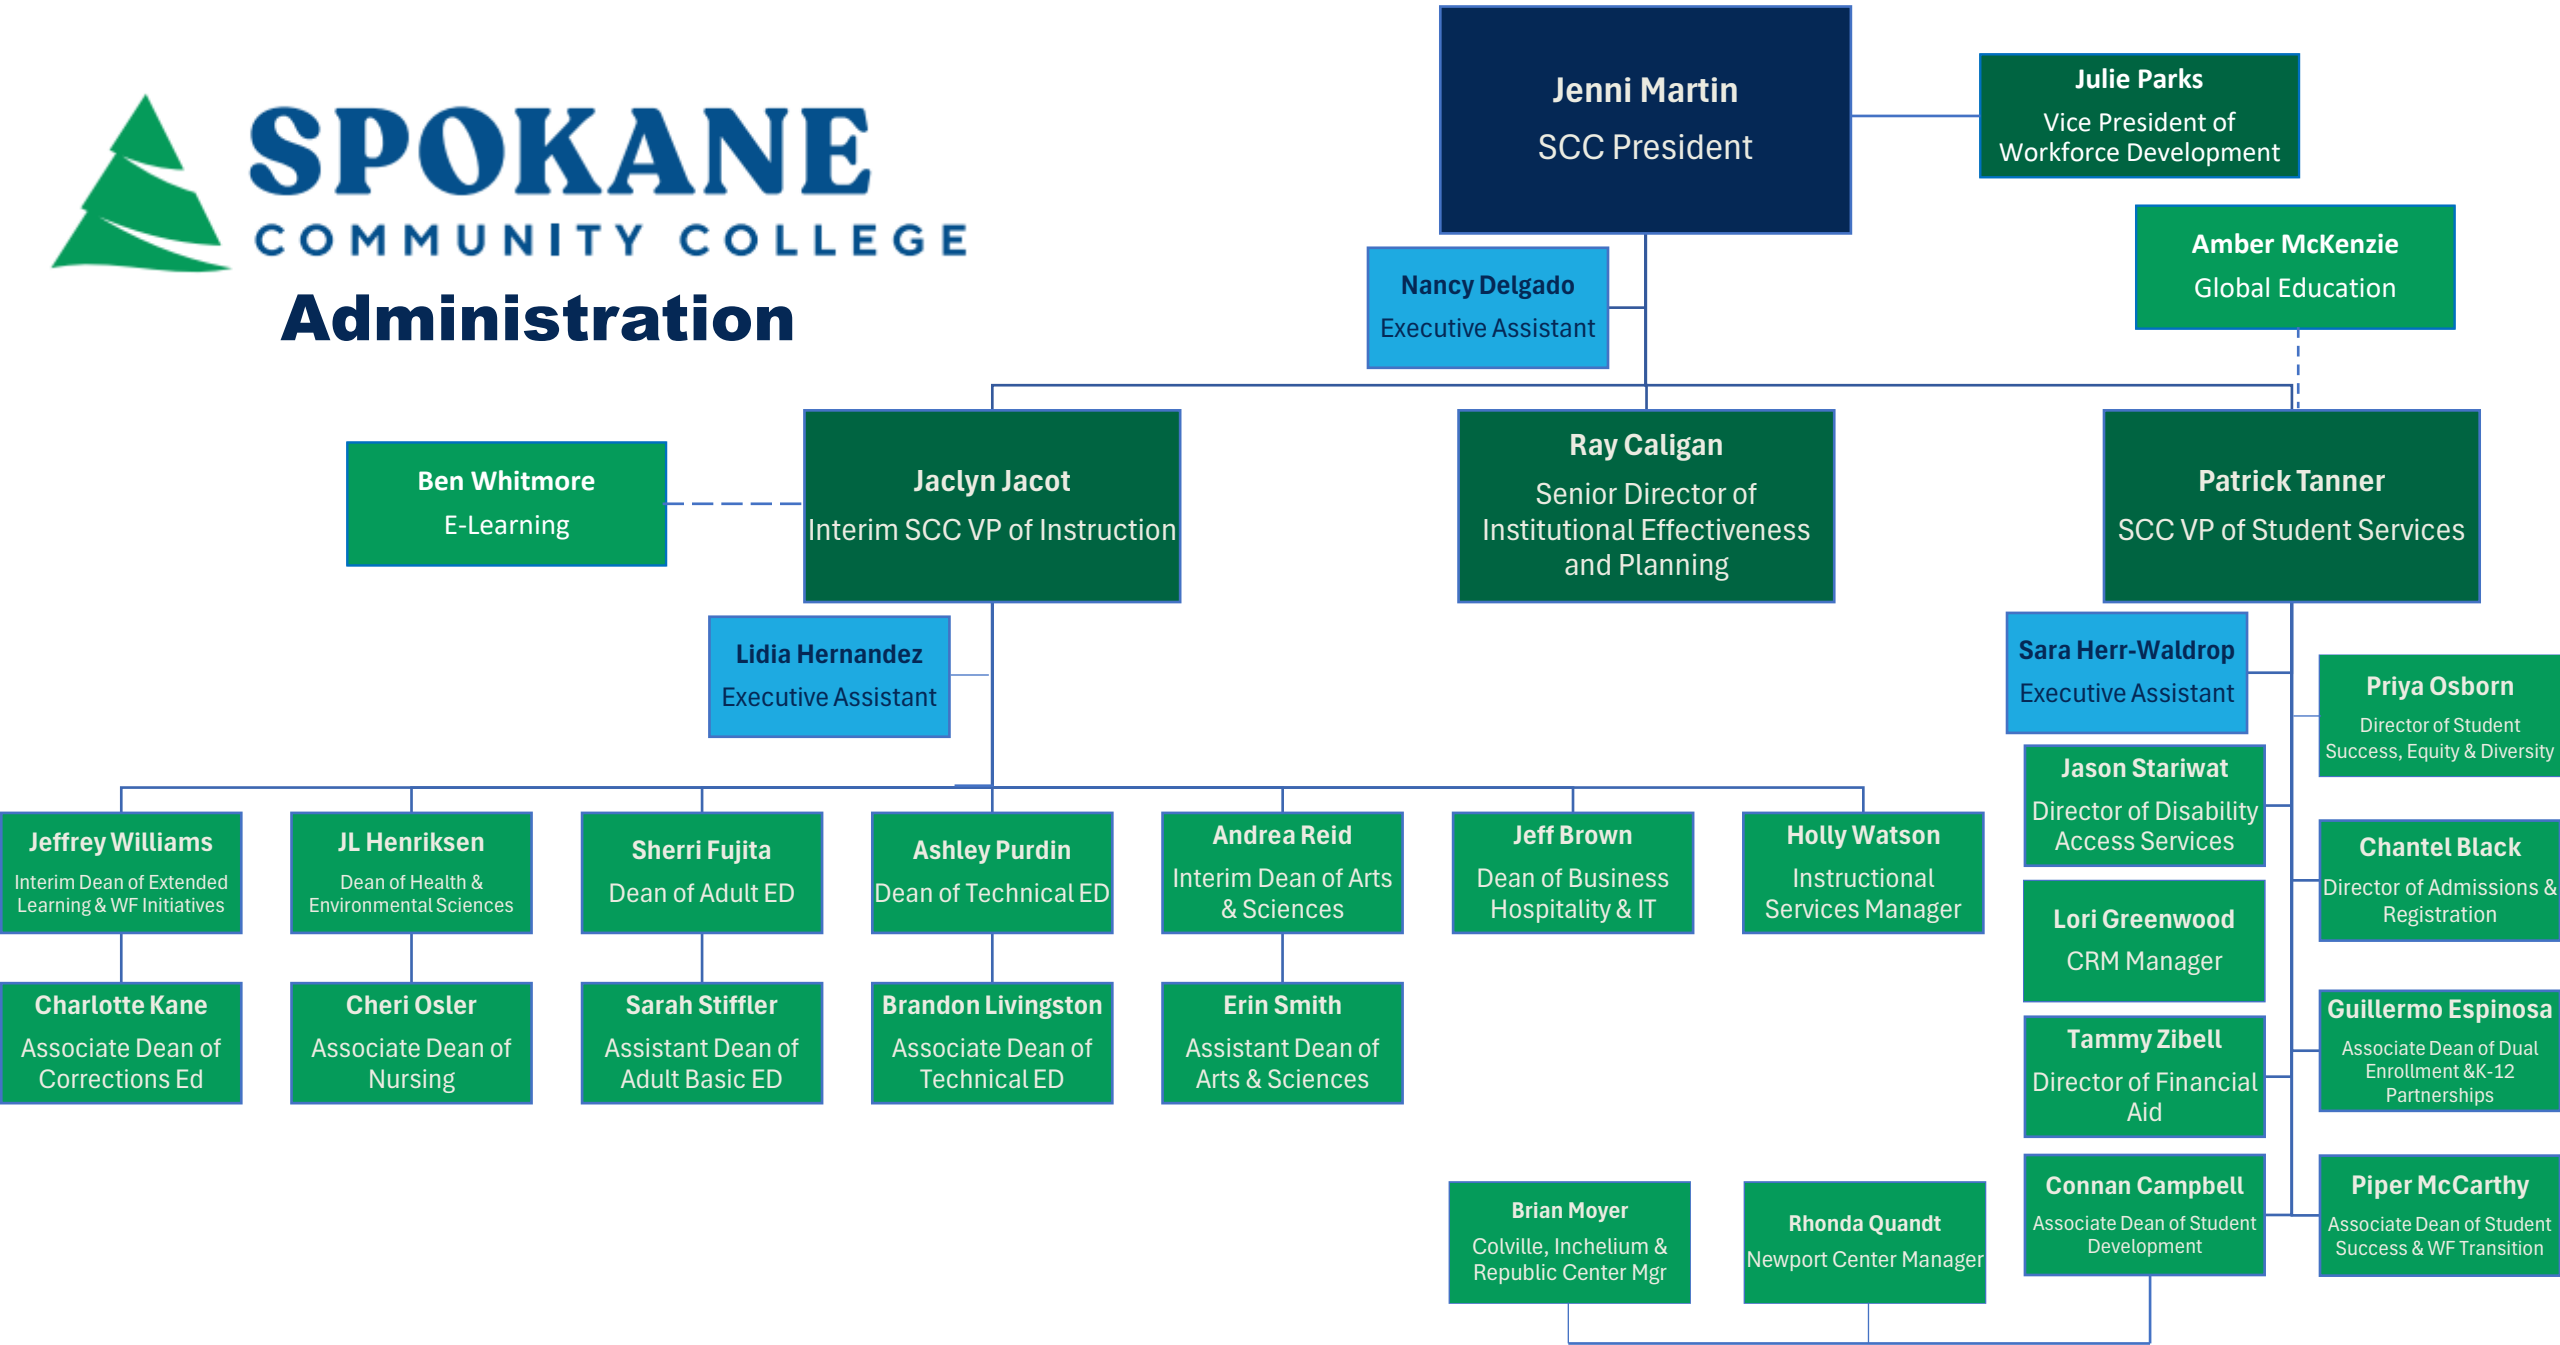 SPOKANE
COMMUNITY COLLEGE
Administration
Jenni Martin
SCC President
Julie Parks
Vice President of
Workforce Development
Amber McKenzie
Global Education
Nancy Delgado
Executive Assistant
Ben Whitmore
E-Learning
Jaclyn Jacot
Interim SCC VP of Instruction
Ray Caligan
Senior Director of
Institutional Effectiveness
and Planning
Patrick Tanner
SCC VP of Student Services
Lidia Hernandez
Executive Assistant
Sara Herr-Waldrop
Executive Assistant
Priya Osborn
Director of Student
Success, Equity & Diversity
Jason Stariwat
Director of Disability
Access Services
Chantel Black
Director of Admissions &
Registration
Lori Greenwood
CRM Manager
Guillermo Espinosa
Associate Dean of Dual
Enrollment &K-12
Partnerships
Tammy Zibell
Director of Financial
Aid
Connan Campbell
Associate Dean of Student
Development
Piper McCarthy
Associate Dean of Student
Success & WF Transition
Jeffrey Williams
Interim Dean of Extended
Learning & WF Initiatives
JL Henriksen
Dean of Health &
Environmental Sciences
Sherri Fujita
Dean of Adult ED
Ashley Purdin
Dean of Technical ED
Andrea Reid
Interim Dean of Arts
& Sciences
Jeff Brown
Dean of Business
Hospitality & IT
Holly Watson
Instructional
Services Manager
Charlotte Kane
Associate Dean of
Corrections Ed
Cheri Osler
Associate Dean of
Nursing
Sarah Stiffler
Assistant Dean of
Adult Basic ED
Brandon Livingston
Associate Dean of
Technical ED
Erin Smith
Assistant Dean of
Arts & Sciences
Brian Moyer
Colville, Inchelium &
Republic Center Mgr
Rhonda Quandt
Newport Center Manager